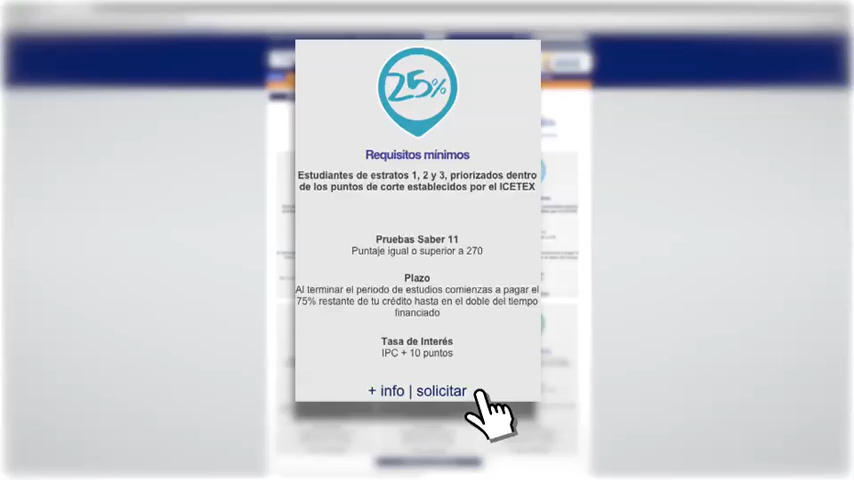 25%
Requisitos mínimos
Estudiantes de estratos 1, 2 y 3, priorizados dentro
de los puntos de corte establecidos por el ICETEX
Pruebas Saber 11
Puntaje igual o superior a 270
Plazo
Al terminar el periodo de estudios comienzas a pagar el
75% restante de tu crédito hasta en el doble del tiempo
financiado
Tasa de Interés
IPC + 10 puntos
+ info | solicitar